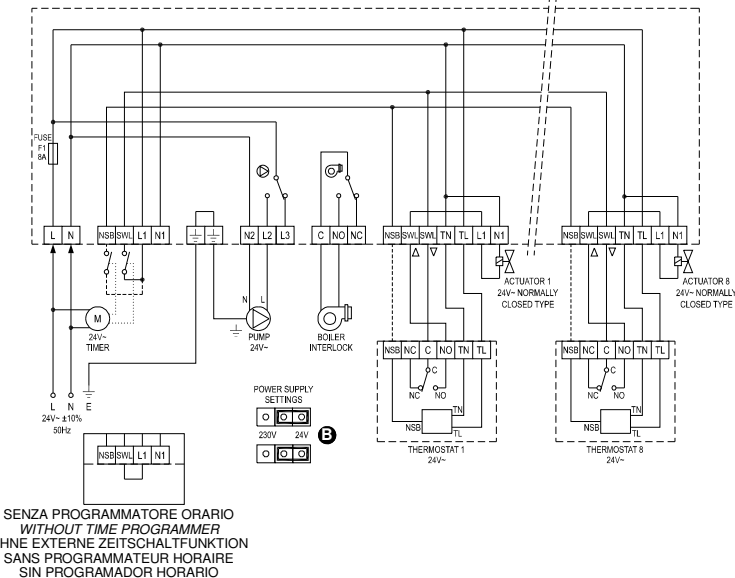 FUSE
F1
8A
L N
NSB SWL L1 N1
N2 L2 L3
C NO NC
NSB SWL SWL TN TL L1 N1
NSB SWL SWL TN TL L1 N1
ACTUATOR 1
24V~ NORMALLY
CLOSED TYPE
ACTUATOR 8
24V~ NORMALLY
CLOSED TYPE
M
24V~
TIMER
N L
PUMP
24V~
BOILER
INTERLOCK
NSB NC C NO TN TL
C
NC NO
TN
NSB
TL
THERMOSTAT 1
24V~
NSB NC C NO TN TL
C
NC NO
TN
NSB
TL
THERMOSTAT 8
24V~
L N E
24V~ ±10%
50Hz
POWER SUPPLY
SETTINGS
230V 24V
B
NSB SWL L1 N1
SENZA PROGRAMMATORE ORARIO
WITHOUT TIME PROGRAMMER
HNE EXTERNE ZEITSCHALTFUNKTION
SANS PROGRAMMATEUR HORAIRE
SIN PROGRAMADOR HORARIO